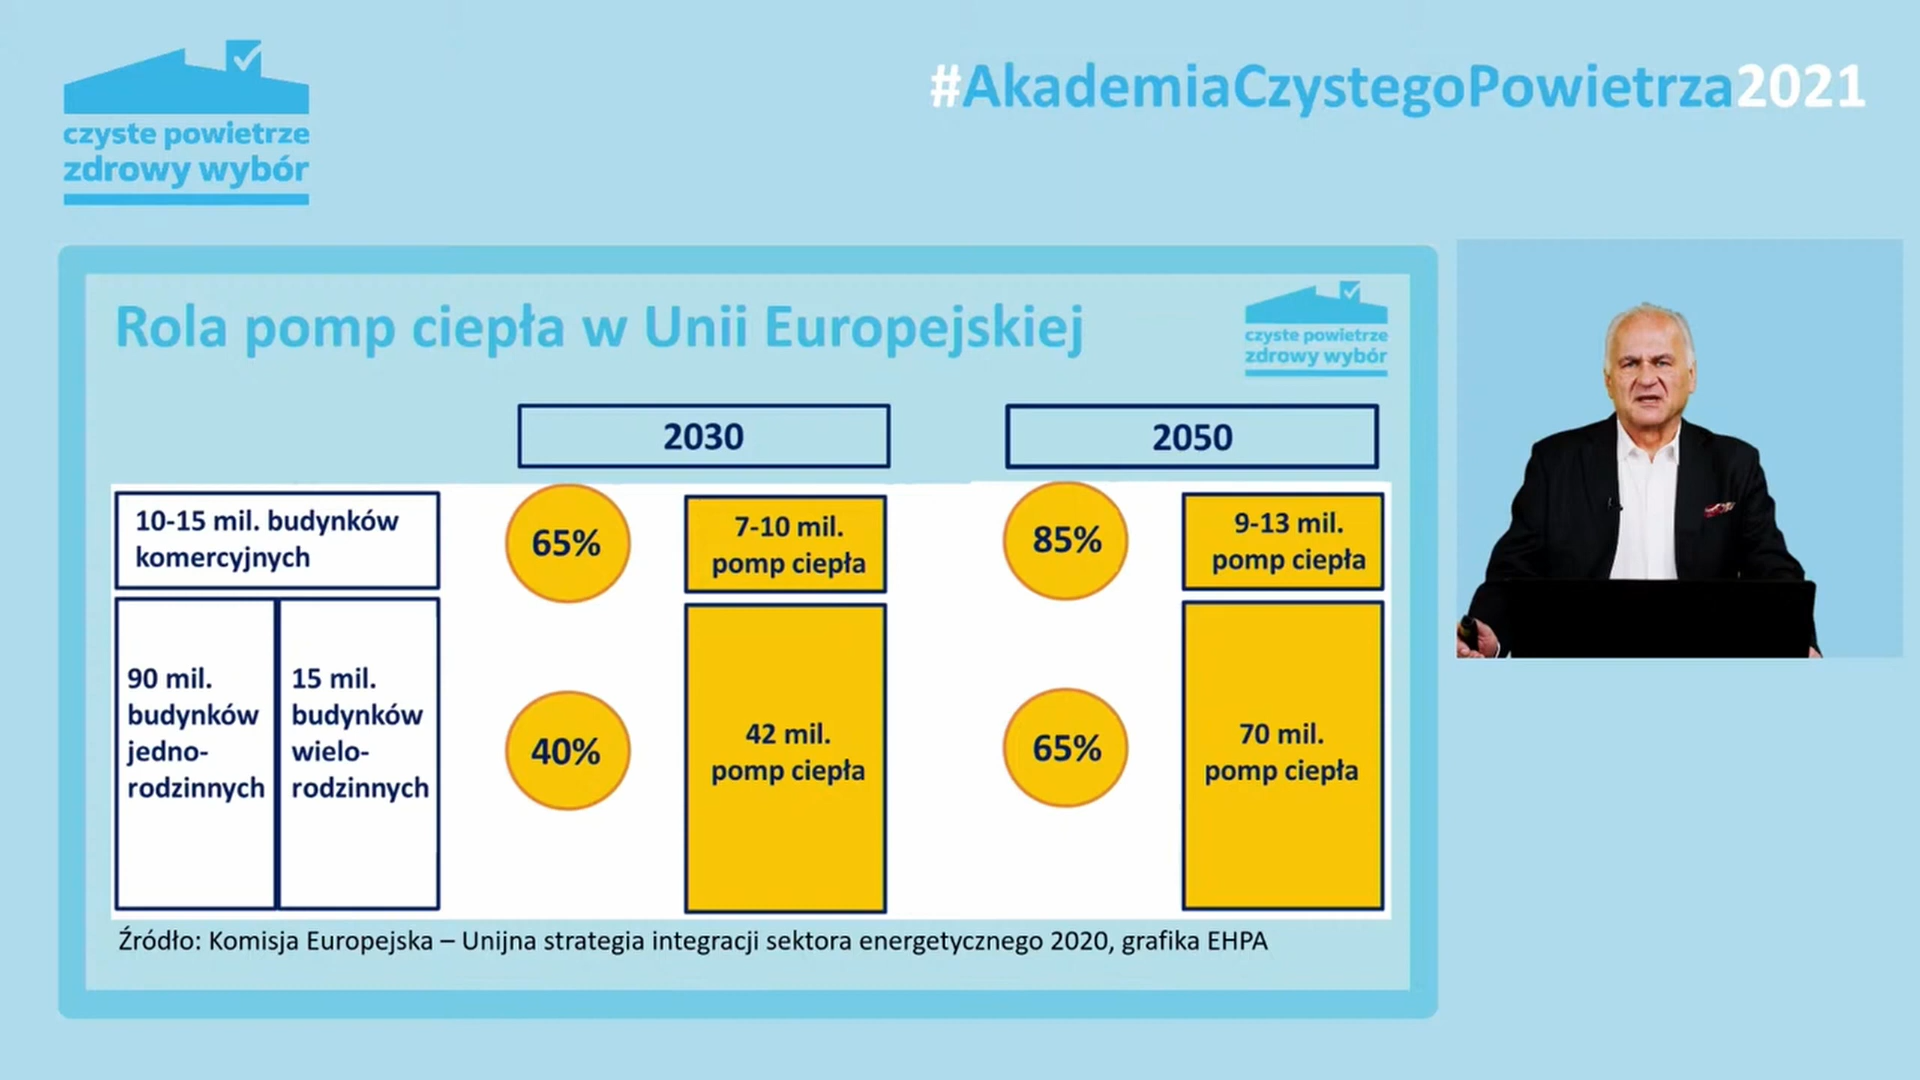 czyste powietrze
zdrowy wybór
#AkademiaCzystegoPowietrza2021
Rola pomp ciepła w Unii Europejskiej
czyste powietrze
zdrowy wybór
2030
2050
10-15 mil. budynków
komercyjnych
65%
7-10 mil.
pomp ciepła
85%
9-13 mil.
pomp ciepła
90 mil.
budynków
jedno-
rodzinnych
15 mil.
budynków
wielo-
rodzinnych
40%
42 mil.
pomp ciepła
65%
70 mil.
pomp ciepła
Źródło: Komisja Europejska – Unijna strategia integracji sektora energetycznego 2020, grafika EHPA